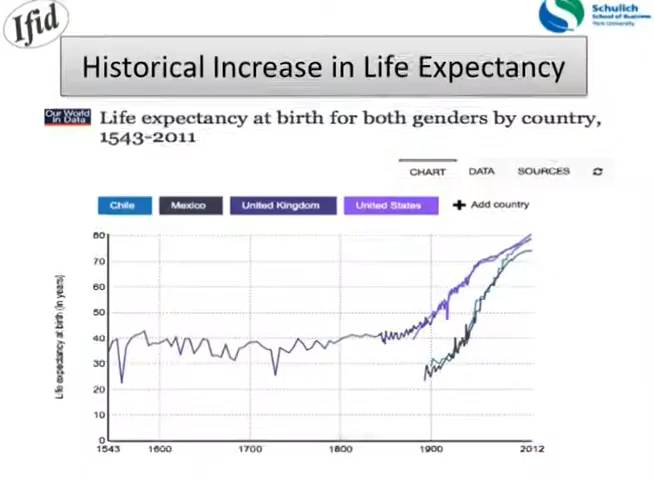 Ifid
Schulich
School of Business
York University
Historical Increase in Life Expectancy
Our World
in Data
Life expectancy at birth for both genders by country,
1543-2011
CHART DATA SOURCES
Chile Mexico United Kingdom United States + Add country
80
70
60
50
40
30
20
10
0
Life expectancy at birth (in years)
1543 1600 1700 1800 1900 2012